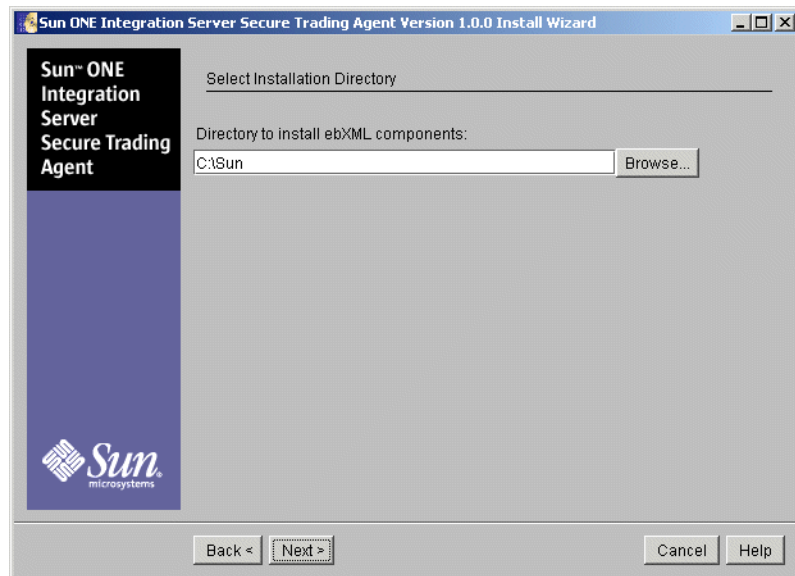 Sun ONE Integration Server Secure Trading Agent Version 1.0.0 Install Wizard
Sun™ ONE
Integration
Server
Secure Trading
Agent
Select Installation Directory
Directory to install ebXML components:
C:\Sun
Browse...
Sun.
microsystems
Back <
Next >
Cancel
Help